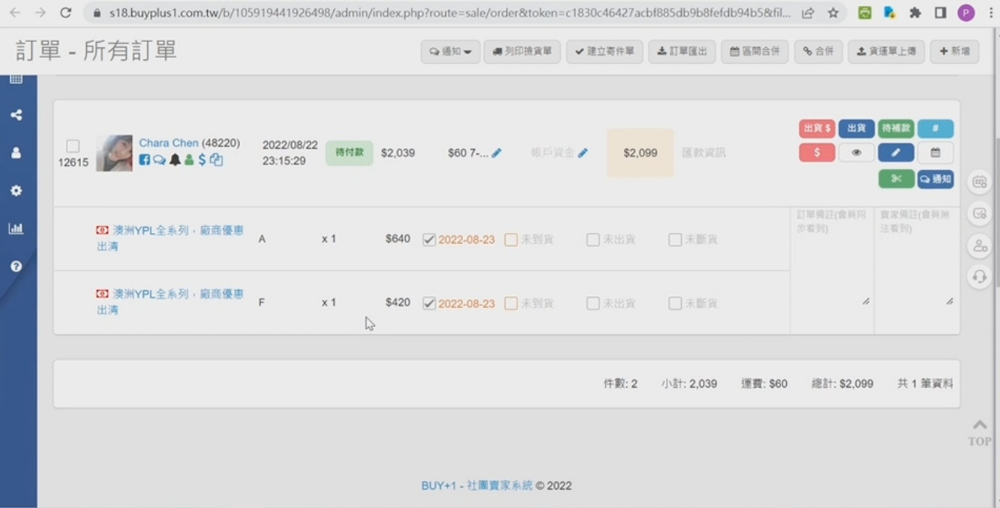 s18.buyplus1.com.tw/b/105919441926498/admin/index.php?route=sale/order&token=c1830c46427acbf885db9b8fefdb94b5&fil...
P
訂單 - 所有訂單
通知
列印撿貨單
建立寄件單
訂單匯出
區間合併
合併
貨運單上傳
新增
12615
Chara Chen (48220)
2022/08/22
23:15:29
待付款
$2,039
$60 7-...
帳戶資金
$2,099
匯款資訊
出貨 $
出貨
待補款
#
$
通知
澳洲YPL全系列，廠商優惠
出清
A
x 1
$640
2022-08-23
未到貨
未出貨
未斷貨
訂單備註(會員同
步看到)
賣家備註(會員無
法看到)
澳洲YPL全系列，廠商優惠
出清
F
x 1
$420
2022-08-23
未到貨
未出貨
未斷貨
件數: 2
小計: 2,039
運費: $60
總計: $2,099
共 1 筆資料
TOP
BUY+1 - 社團賣家系統 © 2022